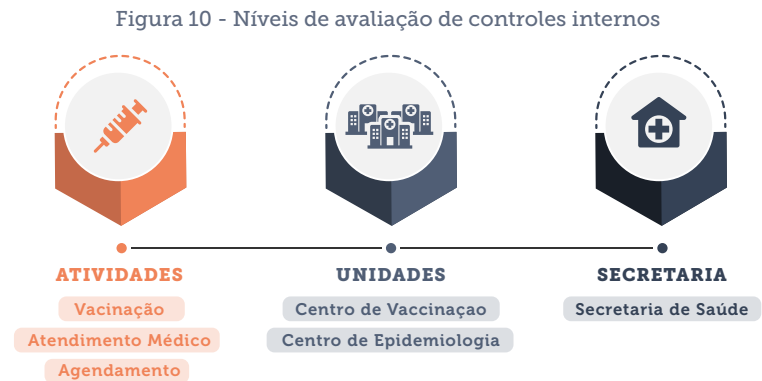 Figura 10 - Níveis de avaliação de controles internos
ATIVIDADES
Vacinação
Atendimento Médico
Agendamento
UNIDADES
Centro de Vaccinaçao
Centro de Epidemiologia
SECRETARIA
Secretaria de Saúde